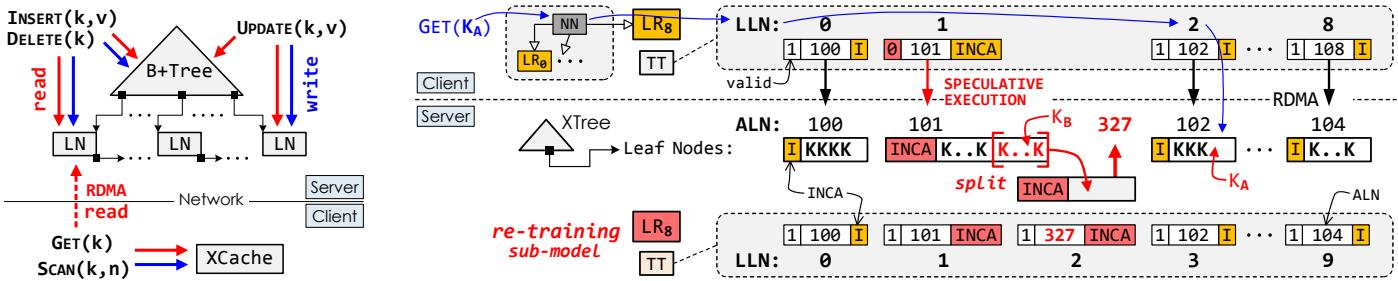 INSERT(k,v)
DELETE(k)
UPDATE(k,v)
B+Tree
read
write
LN
LN
LN
RDMA
read
Network
Server
Client
GET(k)
SCAN(k,n)
XCache
GET(KA)
NN
LR8
LR0
TT
Client
Server
LLN: 0 1 2 8
1 100 I
0 101 INCA
1 102 I
1 108 I
valid
SPECULATIVE
EXECUTION
RDMA
XTree
Leaf Nodes:
ALN: 100 101 327 102 104
I KKKK
INCA K..K K..K
KB
I KKK
I K..K
KA
split
INCA
INCA
ALN
re-training
sub-model
LR8
TT
1 100 I
1 101 INCA
1 327 INCA
1 102 I
1 104 I
LLN: 0 1 2 3 9